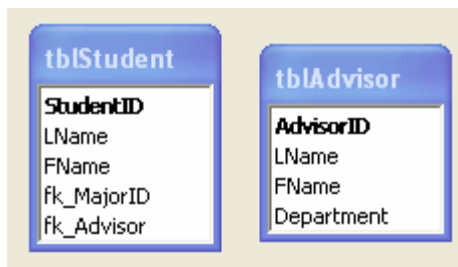 tblStudent
StudentID
LName
FName
fk_MajorID
fk_Advisor
tblAdvisor
AdvisorID
LName
FName
Department